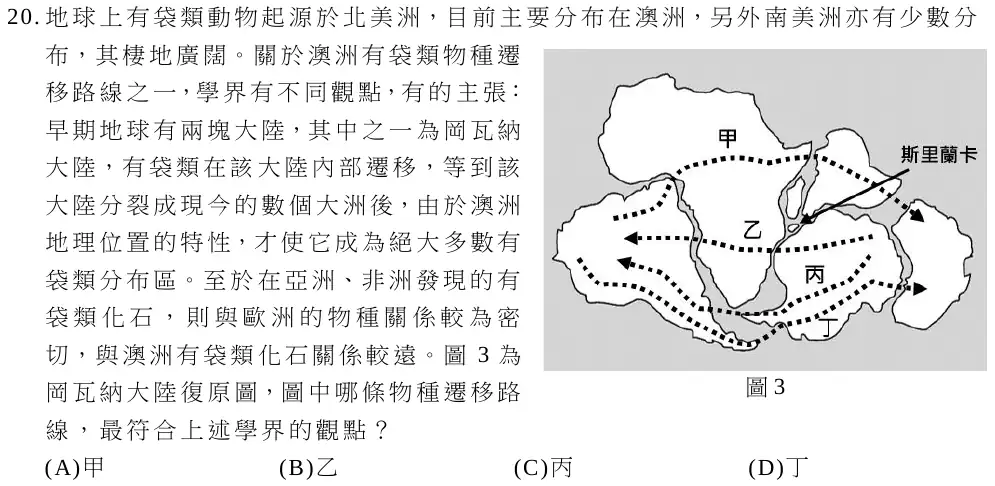 20.地球上有袋類動物起源於北美洲，目前主要分布在澳洲，另外南美洲亦有少數分
布，其棲地廣闊。關於澳洲有袋類物種遷
移路線之一，學界有不同觀點，有的主張：
早期地球有兩塊大陸，其中之一為岡瓦納
大陸，有袋類在該大陸內部遷移，等到該
大陸分裂成現今的數個大洲後，由於澳洲
地理位置的特性，才使它成為絕大多數有
袋類分布區。至於在亞洲、非洲發現的有
袋類化石，則與歐洲的物種關係較為密
切，與澳洲有袋類化石關係較遠。圖 3 為
岡瓦納大陸復原圖，圖中哪條物種遷移路
線，最符合上述學界的觀點？
甲
斯里蘭卡
乙
丙
丁
圖 3
(A)甲 (B)乙 (C)丙 (D)丁